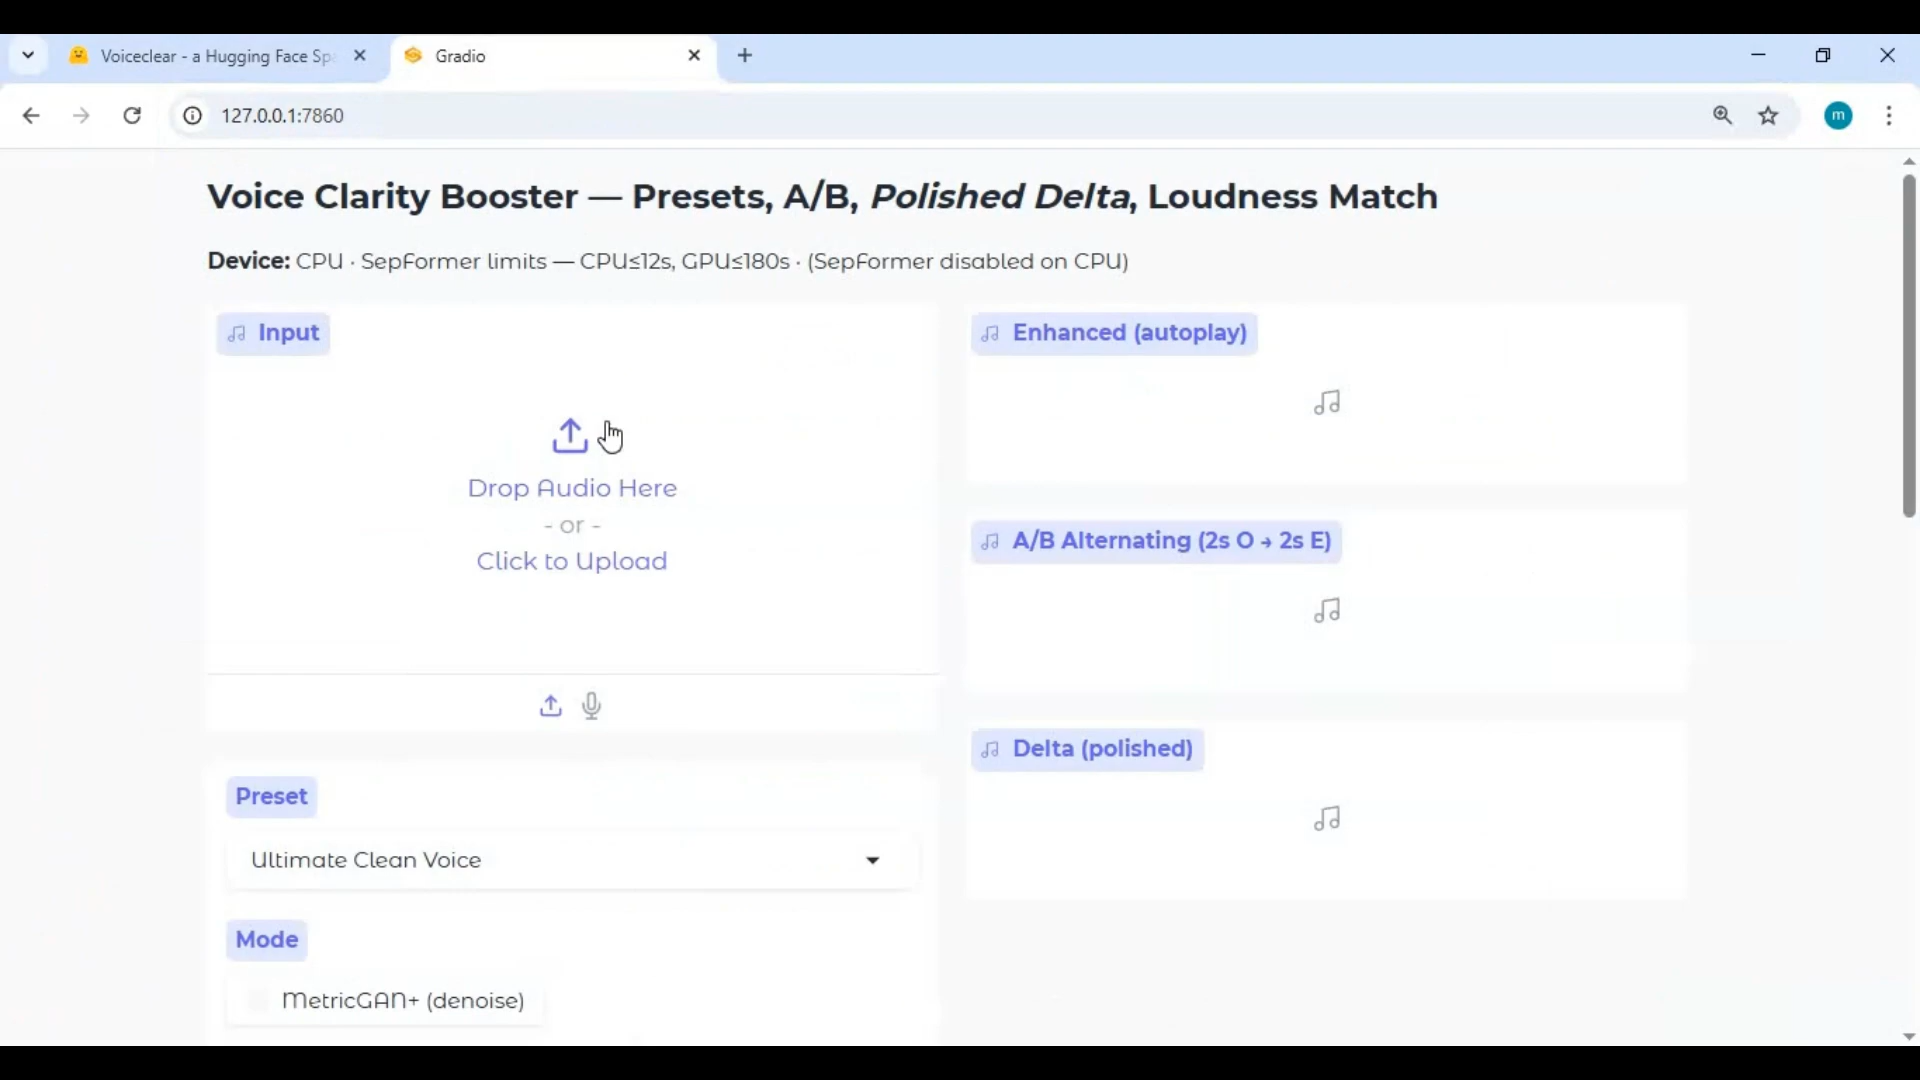 Voiceclear - a Hugging Face Spa
Gradio
127.0.0.1:7860
m
Voice Clarity Booster — Presets, A/B, Polished Delta, Loudness Match
Device: CPU · SepFormer limits — CPU≤12s, GPU≤180s · (SepFormer disabled on CPU)
Input
Drop Audio Here
- or -
Click to Upload
Preset
Ultimate Clean Voice
Mode
MetricGAN+ (denoise)
Enhanced (autoplay)
A/B Alternating (2s O → 2s E)
Delta (polished)